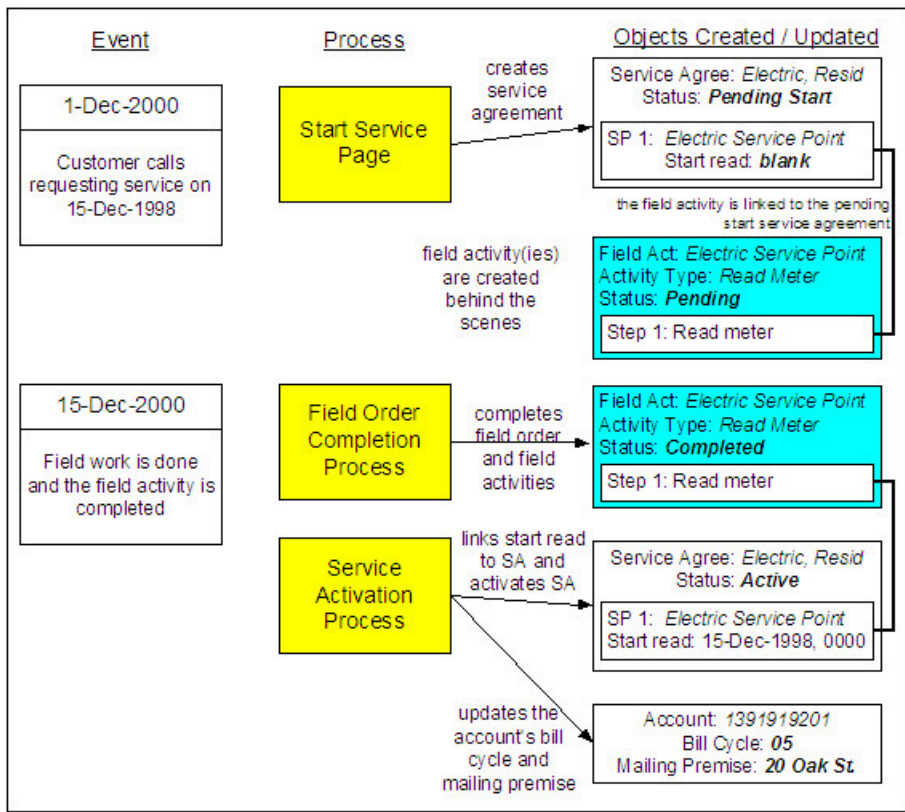 Event
Process
Objects Created / Updated
1-Dec-2000
Customer calls
requesting service on
15-Dec-1998
Start Service
Page
creates
service
agreement
Service Agree: Electric, Resid
Status: Pending Start
SP 1: Electric Service Point
Start read: blank
the field activity is linked to the pending
start service agreement
field activity(ies)
are created
behind the
scenes
Field Act: Electric Service Point
Activity Type: Read Meter
Status: Pending
Step 1: Read meter
15-Dec-2000
Field work is done
and the field activity is
completed
Field Order
Completion
Process
completes
field order
and field
activities
Field Act: Electric Service Point
Activity Type: Read Meter
Status: Completed
Step 1: Read meter
Service
Activation
Process
links start read
to SA and
activates SA
Service Agree: Electric, Resid
Status: Active
SP 1: Electric Service Point
Start read: 15-Dec-1998, 0000
updates the
account's bill
cycle and
mailing premise
Account: 1391919201
Bill Cycle: 05
Mailing Premise: 20 Oak St.